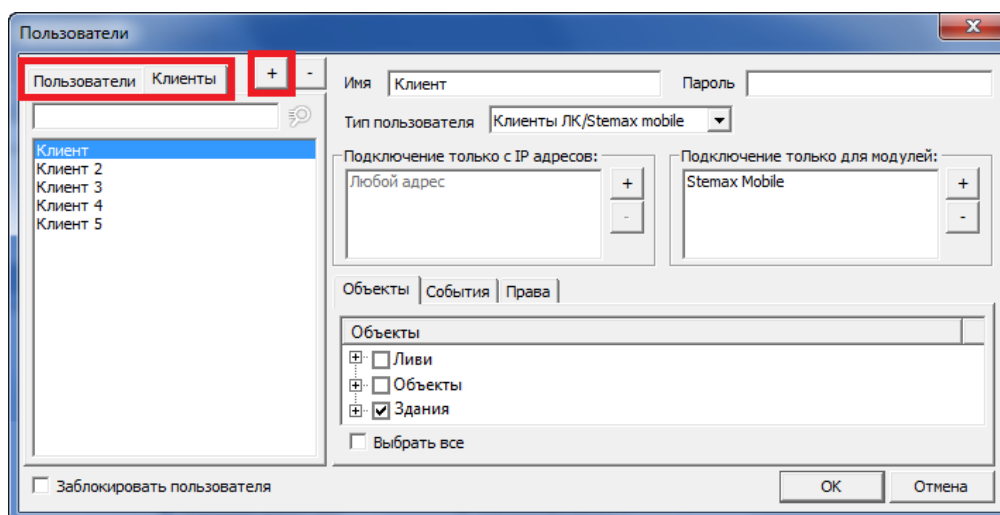 Пользователи
Пользователи Клиенты + -
Имя Клиент Пароль
Тип пользователя Клиенты ЛК/Stemax mobile
Клиент
Клиент 2
Клиент 3
Клиент 4
Клиент 5
Подключение только с IP адресов:
Любой адрес
+
-
Подключение только для модулей:
Stemax Mobile
+
-
Объекты События Права
Объекты
Ливи
Объекты
Здания
Выбрать все
Заблокировать пользователя
OK Отмена